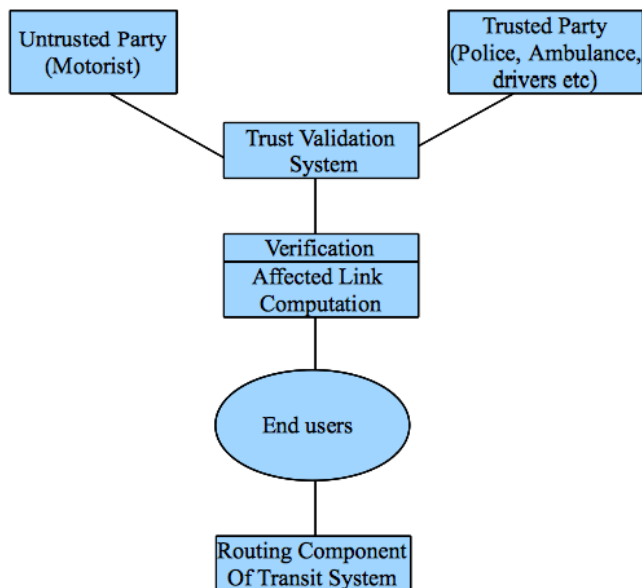 Untrusted Party
(Motorist)
Trusted Party
(Police, Ambulance,
drivers etc)
Trust Validation
System
Verification
Affected Link
Computation
End users
Routing Component
Of Transit System